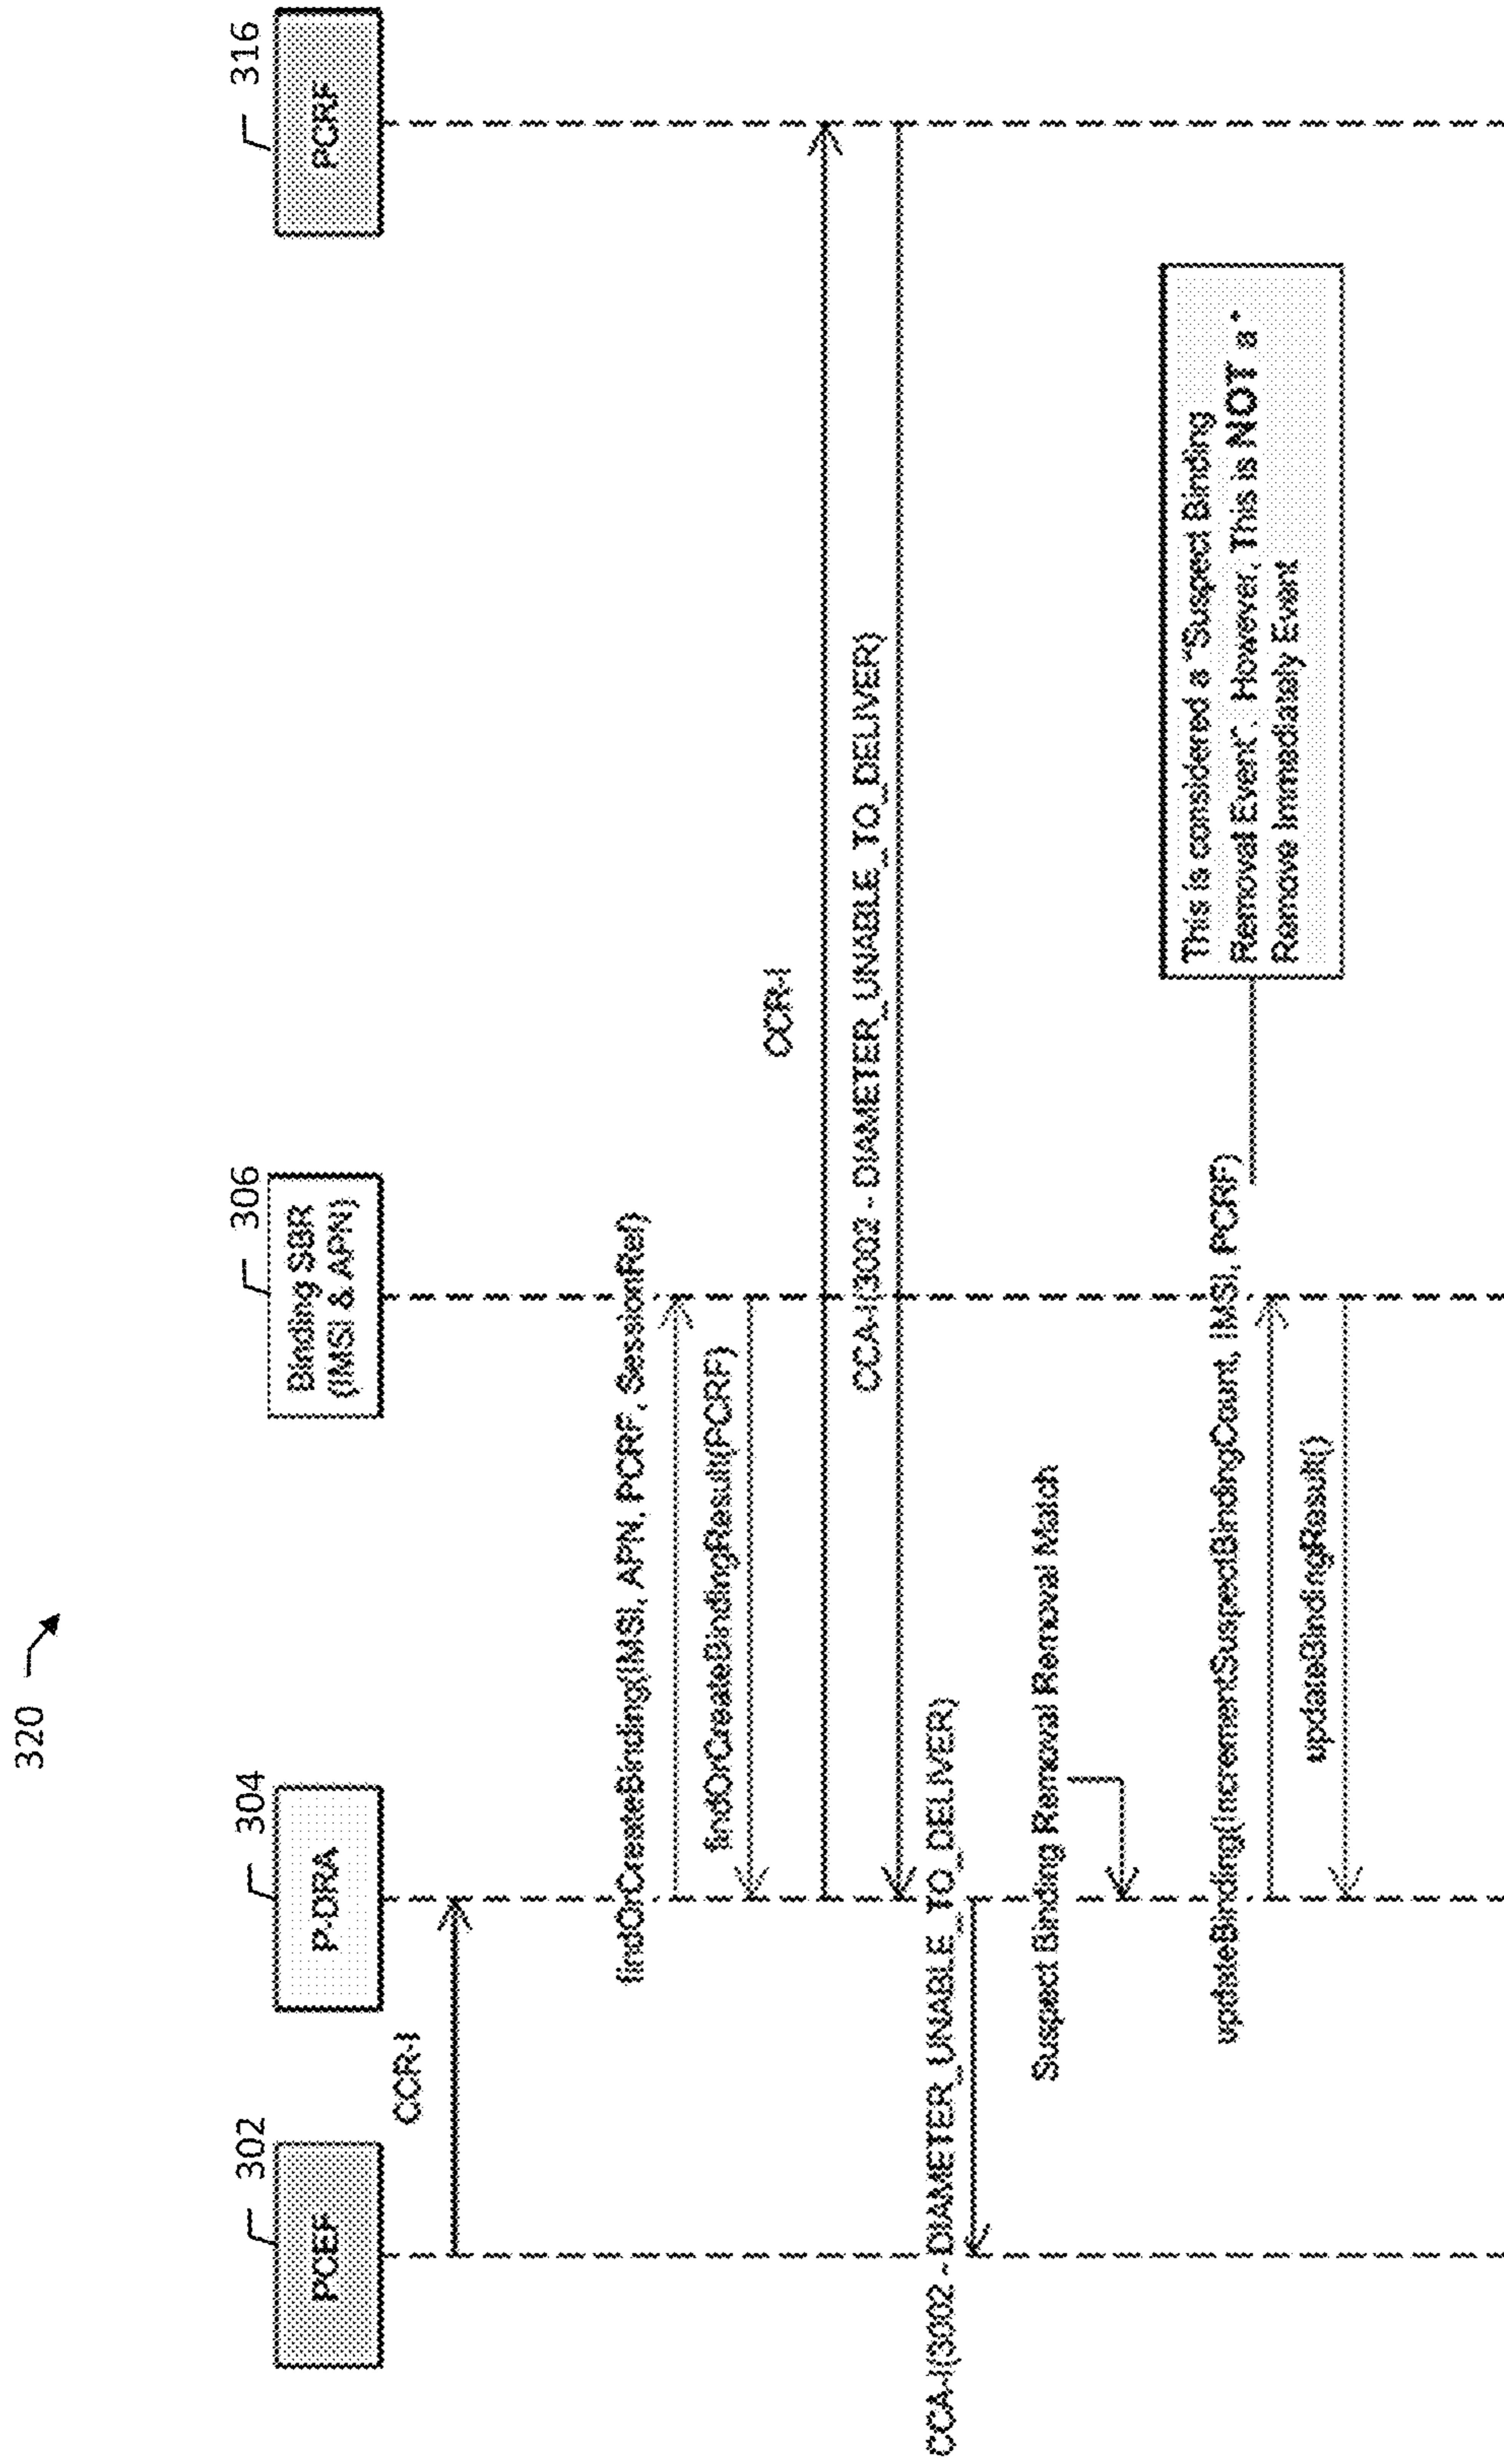 320
302
304
306
316
PCEF
P-DRA
Binding SBR
(IMSI & APN)
PCRF
CCR-I
findOrCreateBinding(IMSI, APN, PCRF, SessionRef)
findOrCreateBindingResult(PCRF)
CCR-I
CCA-I(3002 - DIAMETER_UNABLE_TO_DELIVER)
CCA-I(3002 - DIAMETER_UNABLE_TO_DELIVER)
Suspect Binding Removal Removal Match
updateBinding(IncrementSuspectBindingCount, IMSI, PCRF)
This is considered a "Suspect Binding
Removal Event". However, This is NOT a "
Remove Immediately Event
updateBindingResult()